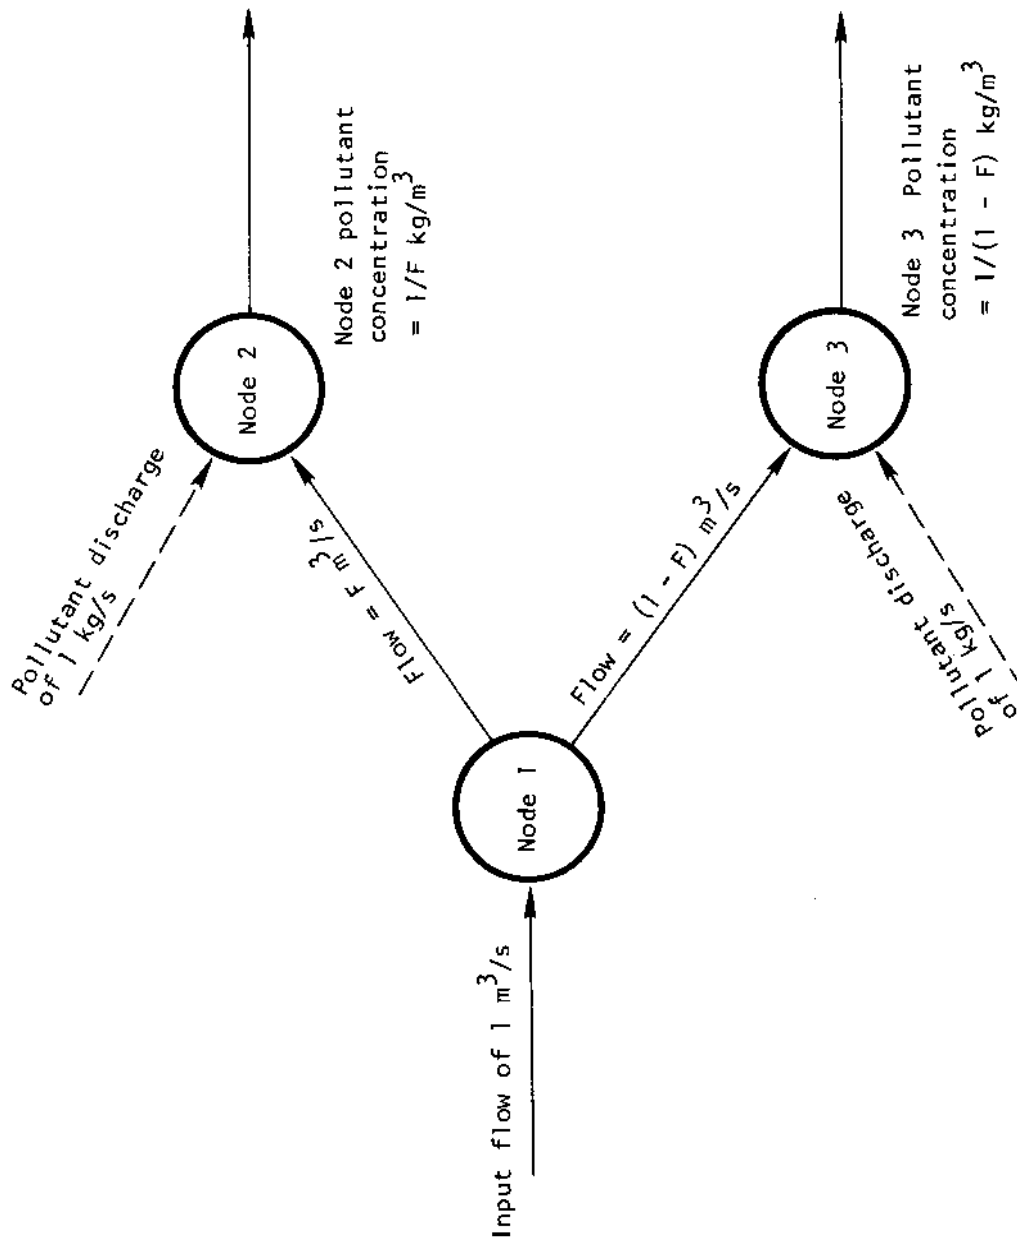 Input flow of 1 m³/s
Node 1
Flow = F m³/s
Flow = (1 - F) m³/s
Pollutant discharge
of 1 kg/s
Node 2
Node 2 pollutant
concentration
= 1/F kg/m³
Pollutant discharge
of 1 kg/s
Node 3
Node 3 Pollutant
concentration
= 1/(1 - F) kg/m³